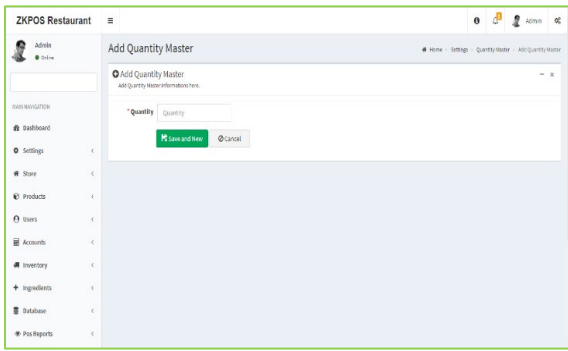 ZKPOS Restaurant
Admin
Admin
Online
Add Quantity Master
Home > Settings > Quantity Master > Add Quantity Master
Add Quantity Master
Add Quantity Master Informations here.
* Quantity
Quantity
Save and New
Cancel
MAIN NAVIGATION
Dashboard
Settings
Store
Products
Users
Accounts
Inventory
Ingredients
Database
Pos Reports